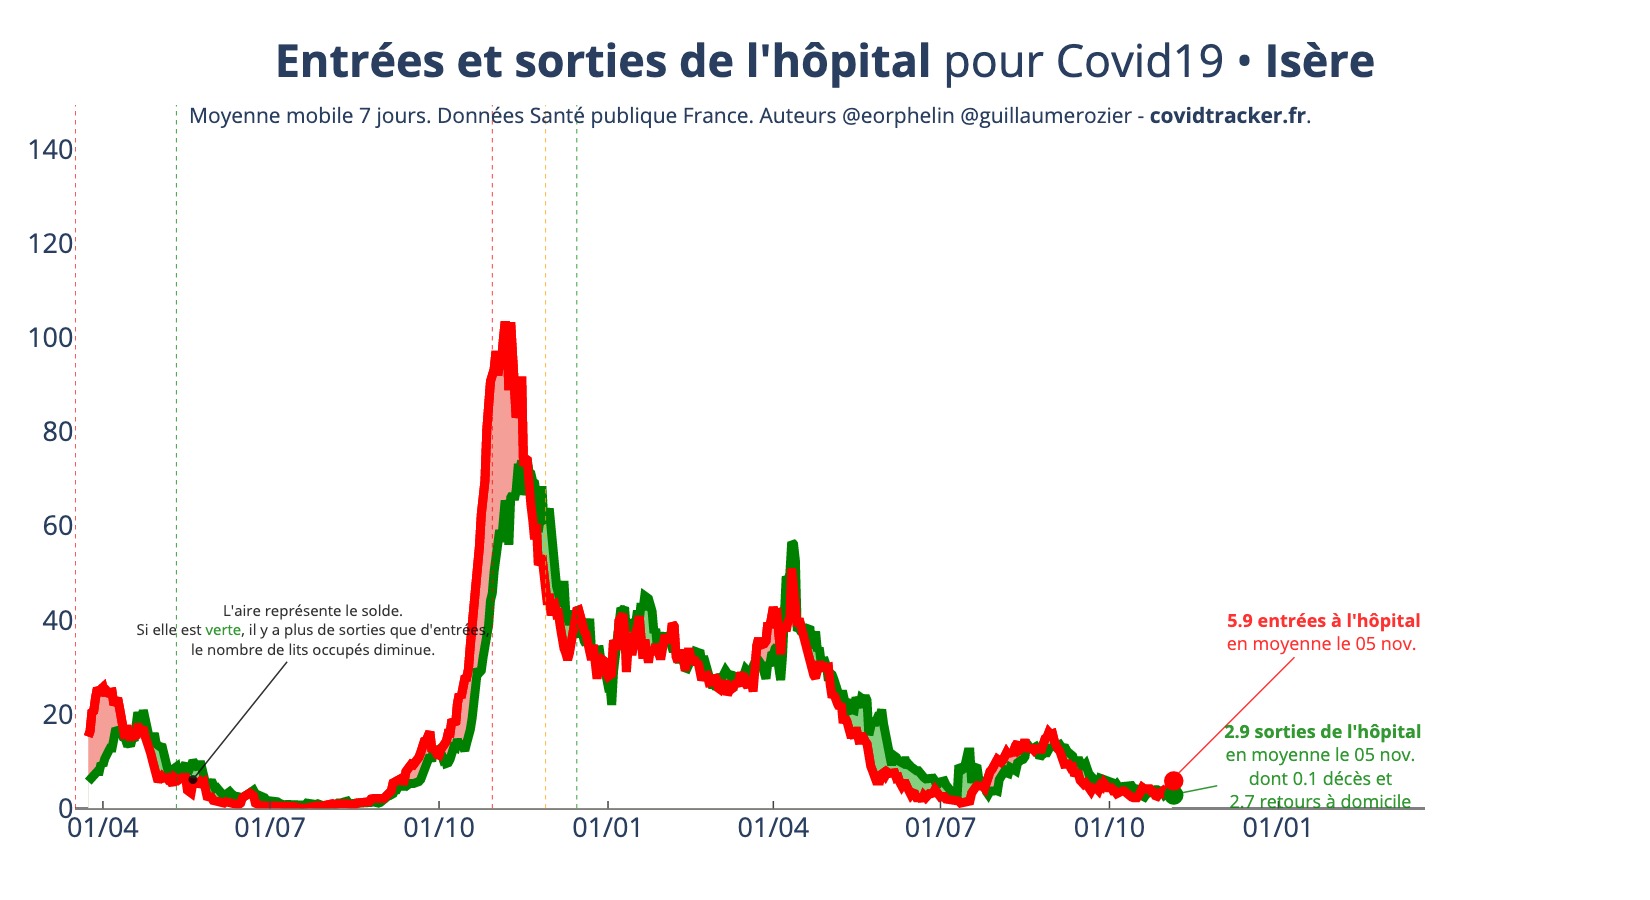 Entrées et sorties de l'hôpital pour Covid19 • Isère
Moyenne mobile 7 jours. Données Santé publique France. Auteurs @eorphelin @guillaumerozier - covidtracker.fr.
140
120
100
80
60
40
20
0
L'aire représente le solde.
Si elle est verte, il y a plus de sorties que d'entrées,
le nombre de lits occupés diminue.
5.9 entrées à l'hôpital
en moyenne le 05 nov.
2.9 sorties de l'hôpital
en moyenne le 05 nov.
dont 0.1 décès et
2.7 retours à domicile
01/04 01/07 01/10 01/01 01/04 01/07 01/10 01/01